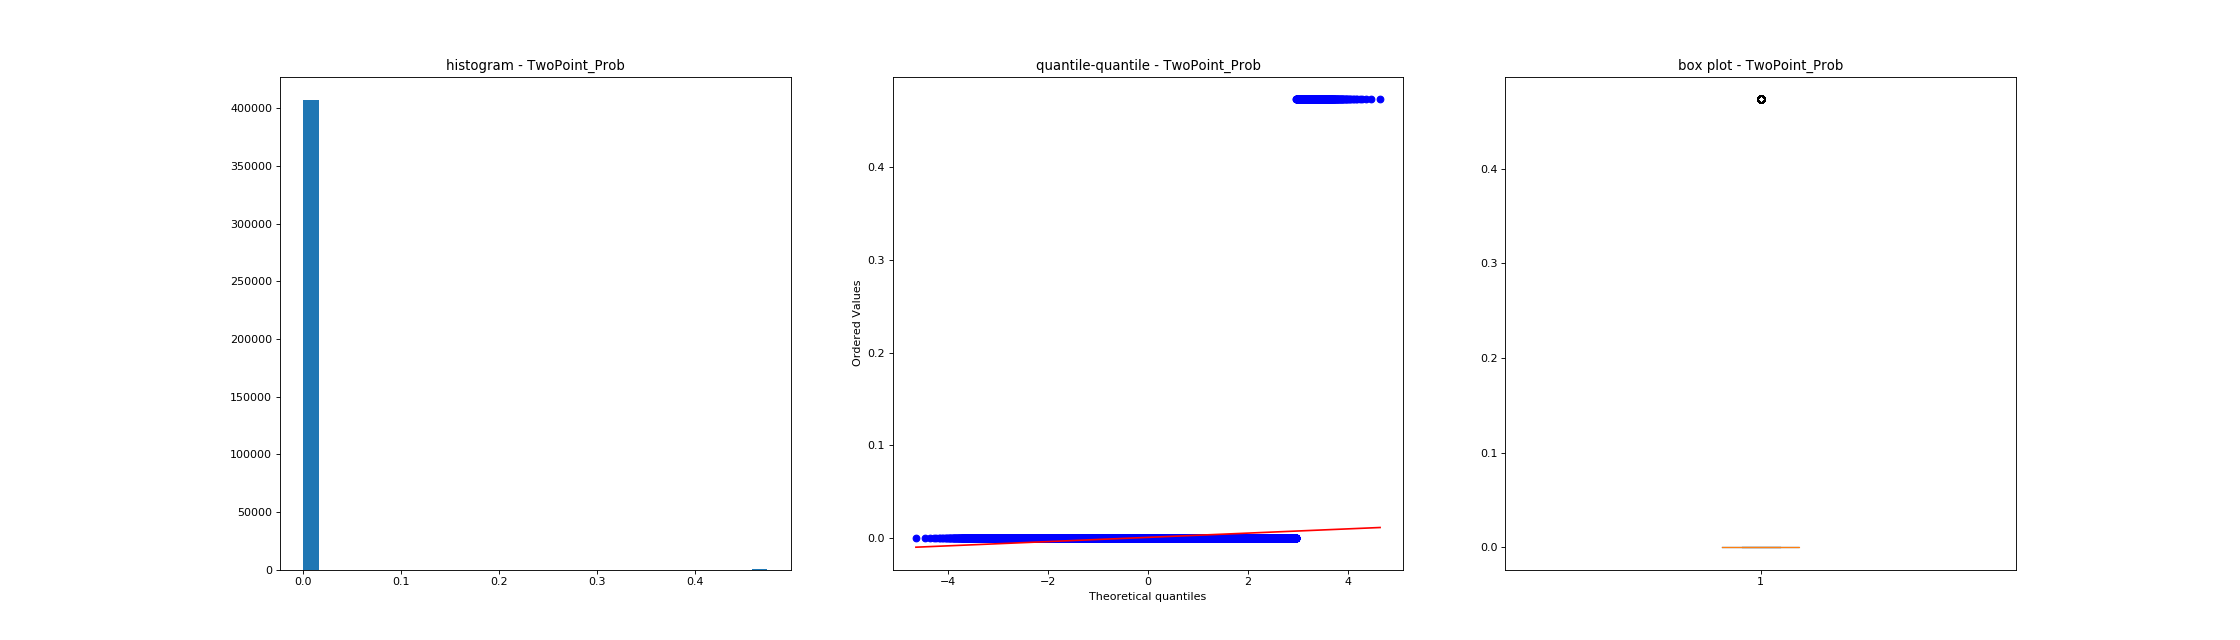 histogram - TwoPoint_Prob
400000
350000
300000
250000
200000
150000
100000
50000
0
0.0 0.1 0.2 0.3 0.4
quantile-quantile - TwoPoint_Prob
Ordered Values
0.4
0.3
0.2
0.1
0.0
−4 −2 0 2 4
Theoretical quantiles
box plot - TwoPoint_Prob
0.4
0.3
0.2
0.1
0.0
1